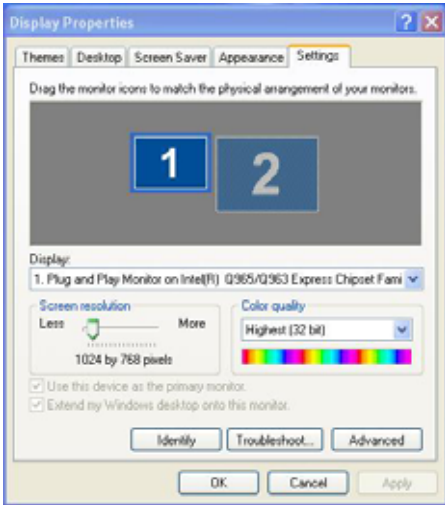 Display Properties
Themes Desktop Screen Saver Appearance Settings
Drag the monitor icons to match the physical arrangement of your monitors.
1 2
Display:
1. Plug and Play Monitor on Intel(R) Q965/Q963 Express Chipset Fami
Screen resolution Color quality
Less More Highest (32 bit)
1024 by 768 pixels
Use this device as the primary monitor.
Extend my Windows desktop onto this monitor.
Identify Troubleshoot... Advanced
OK Cancel Apply